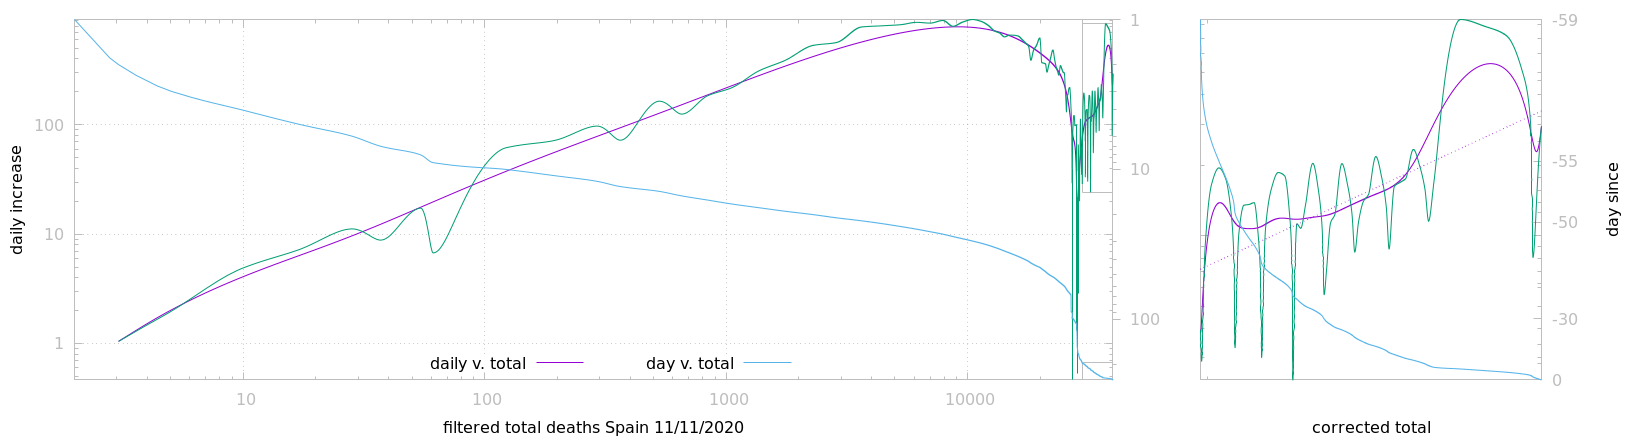 daily increase
100
10
1
10
100
1000
10000
filtered total deaths Spain 11/11/2020
daily v. total
day v. total
1
10
100
-59
-55
-50
-30
0
day since
corrected total